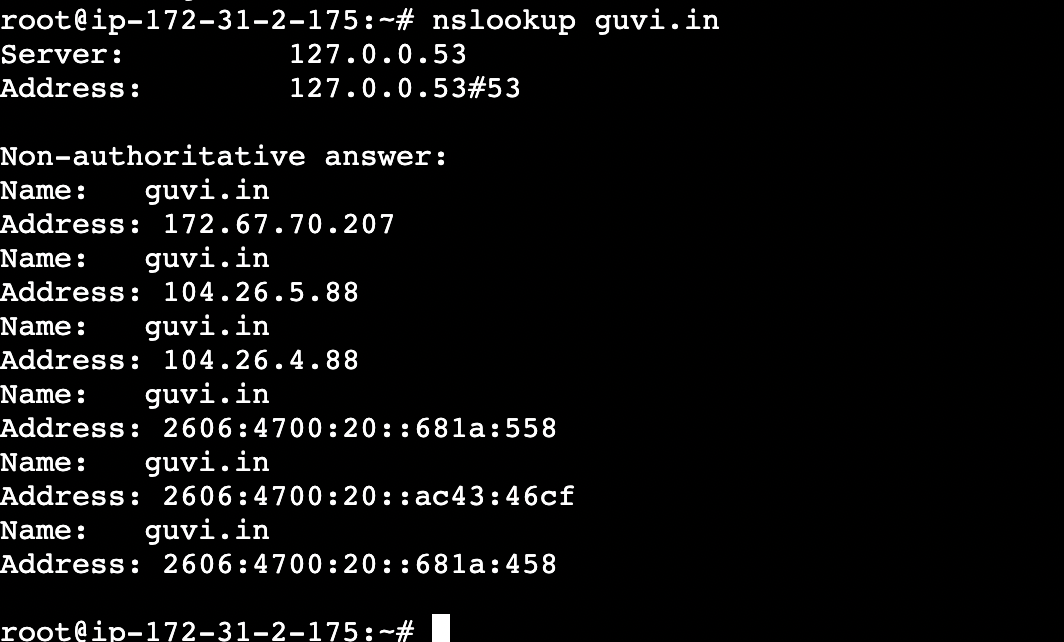 root@ip-172-31-2-175:~# nslookup guvi.in
Server:         127.0.0.53
Address:        127.0.0.53#53

Non-authoritative answer:
Name:   guvi.in
Address: 172.67.70.207
Name:   guvi.in
Address: 104.26.5.88
Name:   guvi.in
Address: 104.26.4.88
Name:   guvi.in
Address: 2606:4700:20::681a:558
Name:   guvi.in
Address: 2606:4700:20::ac43:46cf
Name:   guvi.in
Address: 2606:4700:20::681a:458

root@ip-172-31-2-175:~#